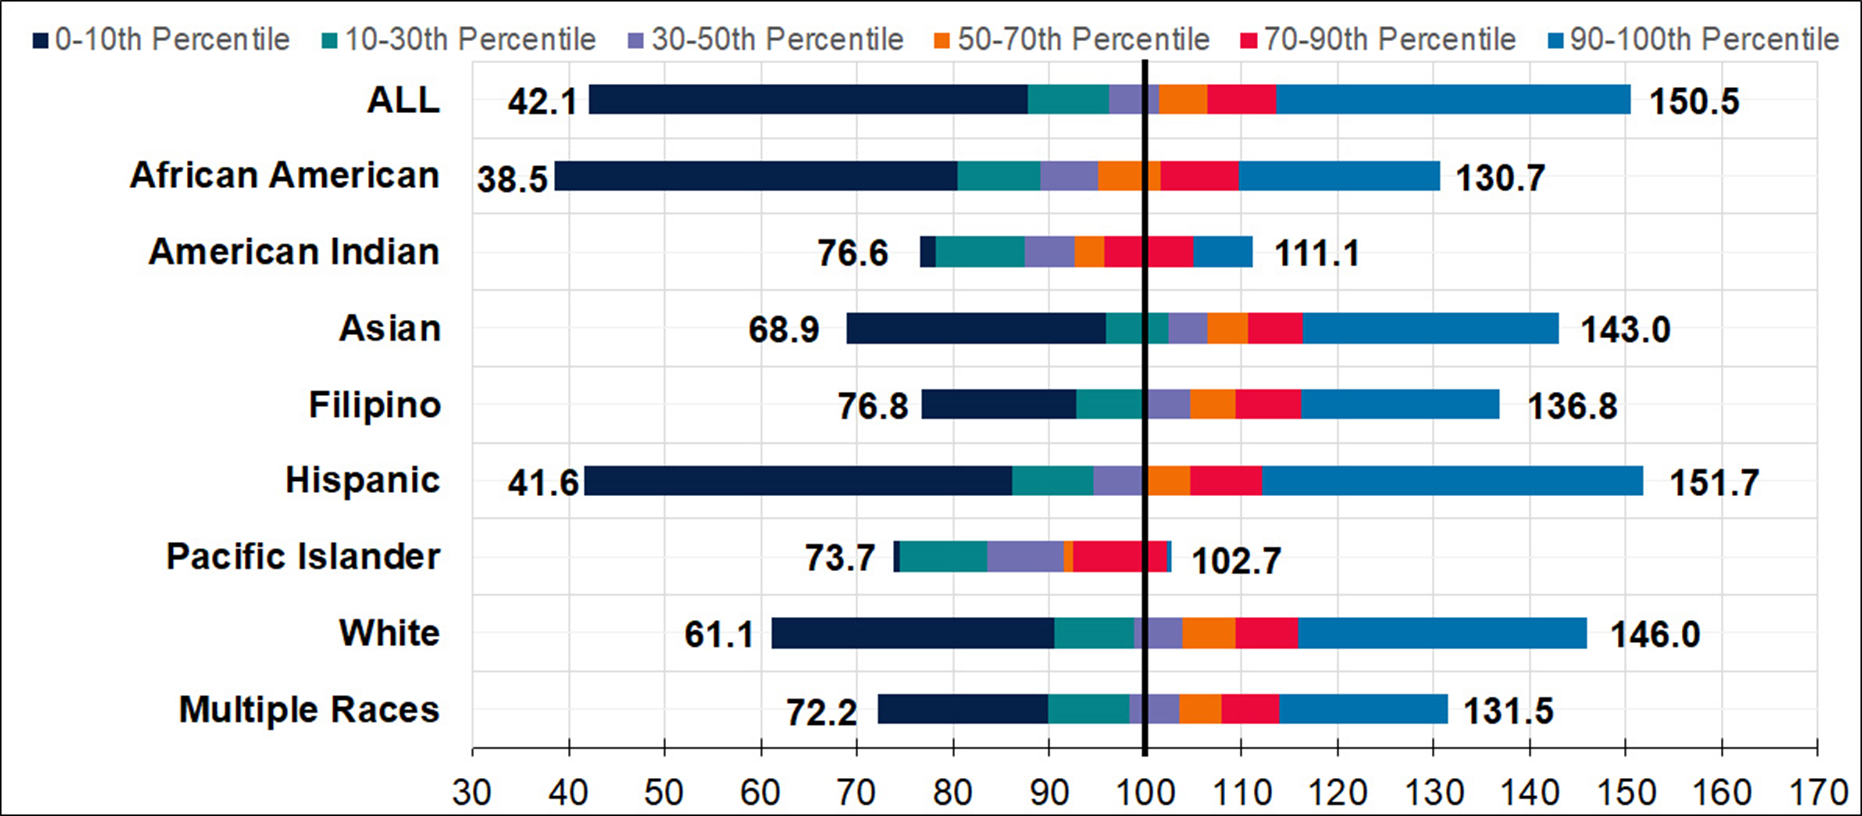 0-10th Percentile 10-30th Percentile 30-50th Percentile 50-70th Percentile 70-90th Percentile 90-100th Percentile
ALL 42.1 150.5
African American 38.5 130.7
American Indian 76.6 111.1
Asian 68.9 143.0
Filipino 76.8 136.8
Hispanic 41.6 151.7
Pacific Islander 73.7 102.7
White 61.1 146.0
Multiple Races 72.2 131.5
30 40 50 60 70 80 90 100 110 120 130 140 150 160 170